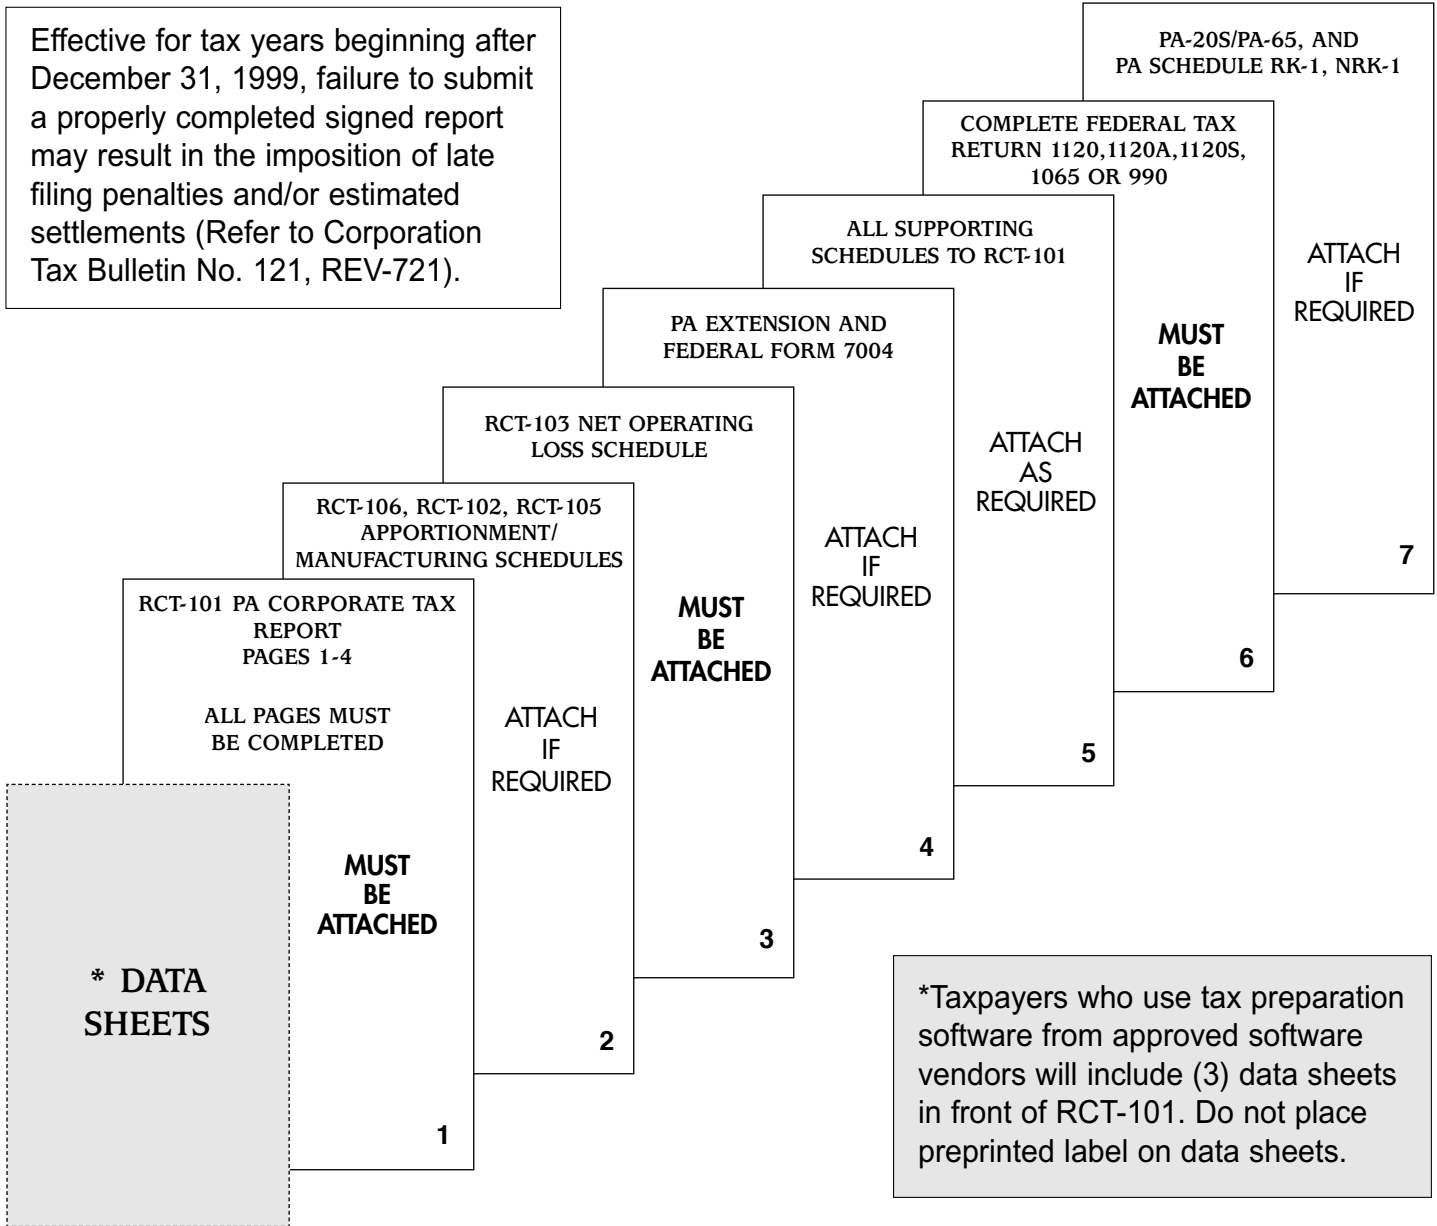 Effective for tax years beginning after
December 31, 1999, failure to submit
a properly completed signed report
may result in the imposition of late
filing penalties and/or estimated
settlements (Refer to Corporation
Tax Bulletin No. 121, REV-721).
PA-20S/PA-65, AND
PA SCHEDULE RK-1, NRK-1
ATTACH
IF
REQUIRED
7
COMPLETE FEDERAL TAX
RETURN 1120,1120A,1120S,
1065 OR 990
MUST
BE
ATTACHED
6
ALL SUPPORTING
SCHEDULES TO RCT-101
ATTACH
AS
REQUIRED
5
PA EXTENSION AND
FEDERAL FORM 7004
ATTACH
IF
REQUIRED
4
RCT-103 NET OPERATING
LOSS SCHEDULE
MUST
BE
ATTACHED
3
RCT-106, RCT-102, RCT-105
APPORTIONMENT/
MANUFACTURING SCHEDULES
ATTACH
IF
REQUIRED
2
RCT-101 PA CORPORATE TAX
REPORT
PAGES 1-4
ALL PAGES MUST
BE COMPLETED
MUST
BE
ATTACHED
1
* DATA
SHEETS
*Taxpayers who use tax preparation
software from approved software
vendors will include (3) data sheets
in front of RCT-101. Do not place
preprinted label on data sheets.